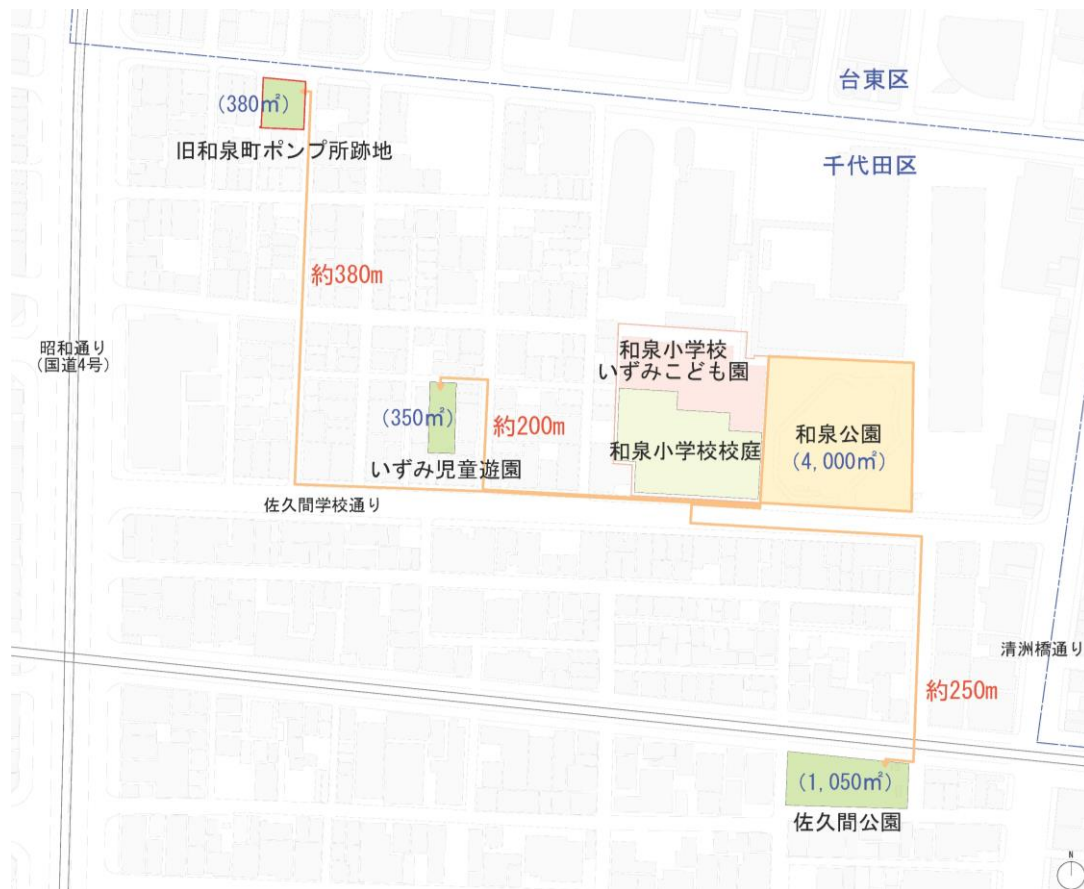 台東区
(380㎡)
旧和泉町ポンプ所跡地
千代田区
約380m
昭和通り
(国道4号)
和泉小学校
いずみこども園
(350㎡)
約200m
和泉小学校校庭
和泉公園
(4,000㎡)
いずみ児童遊園
佐久間学校通り
清洲橋通り
約250m
(1,050㎡)
佐久間公園
N